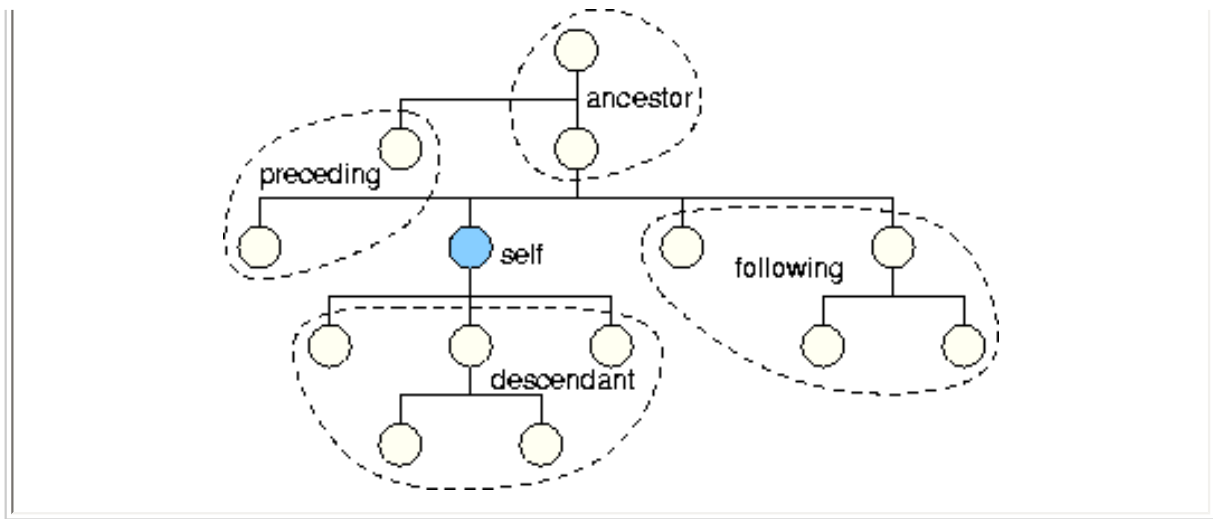 ancestor
preceding
self
following
descendant